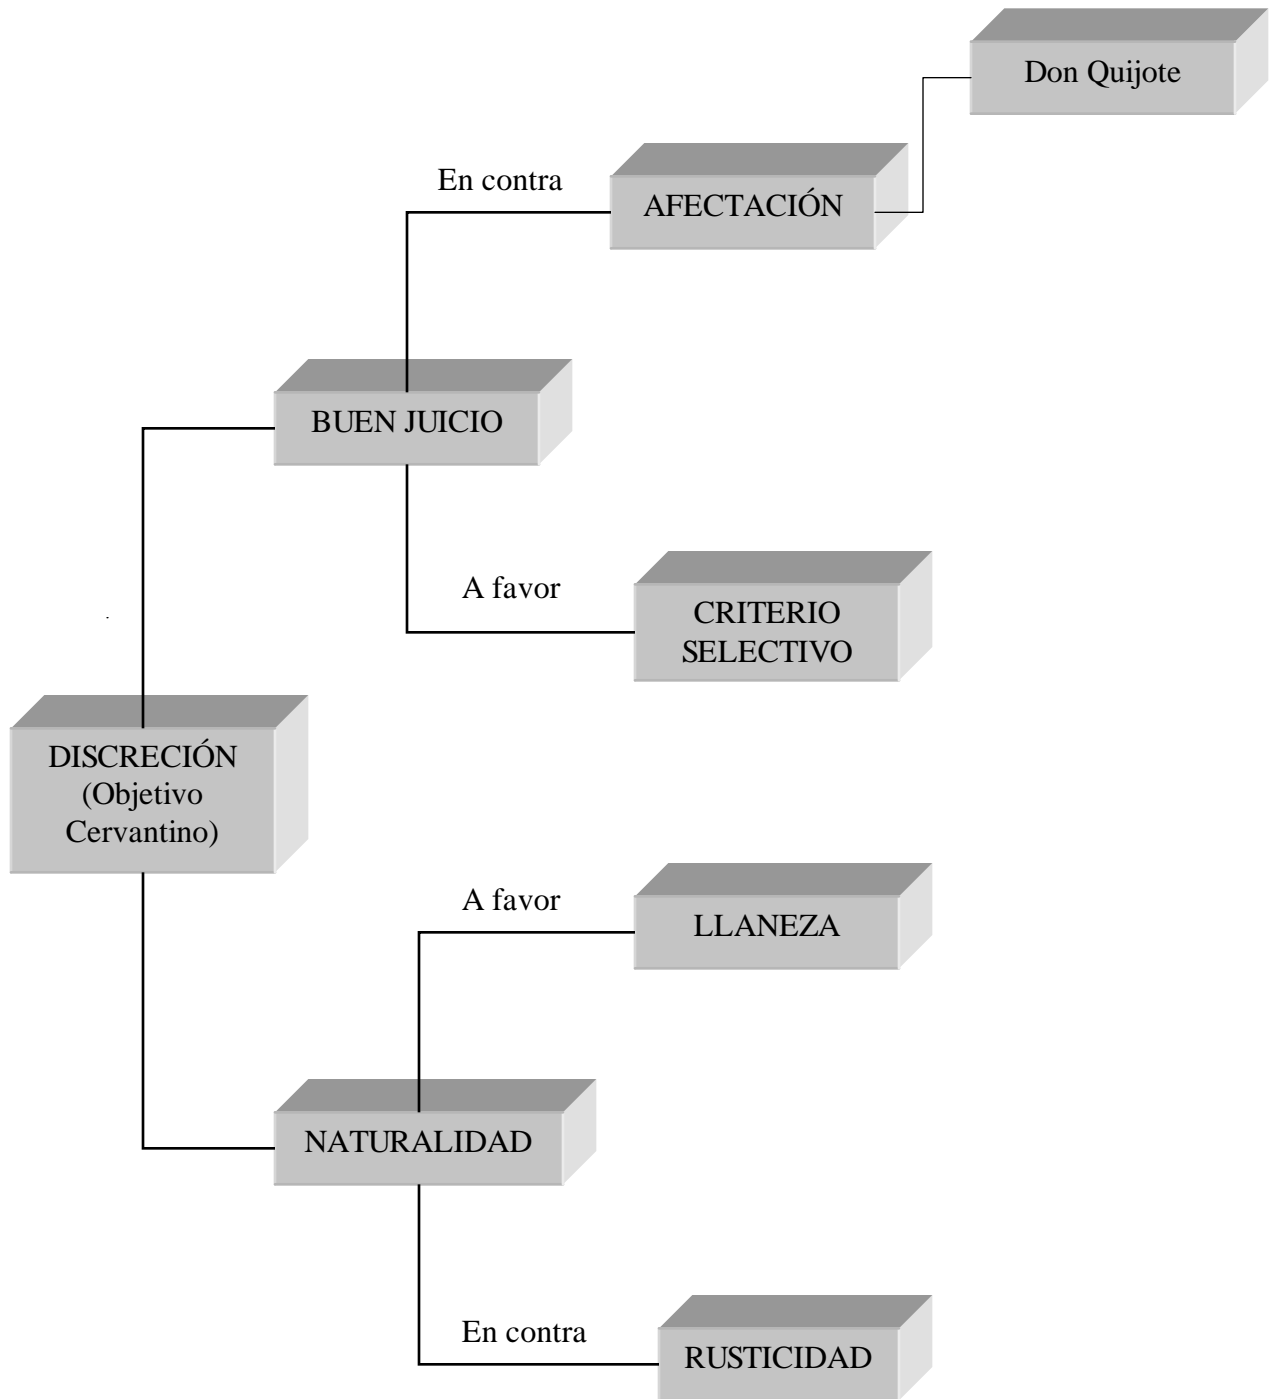 Don Quijote
En contra
AFECTACIÓN
BUEN JUICIO
A favor
CRITERIO
SELECTIVO
DISCRECIÓN
(Objetivo
Cervantino)
A favor
LLANEZA
NATURALIDAD
En contra
RUSTICIDAD